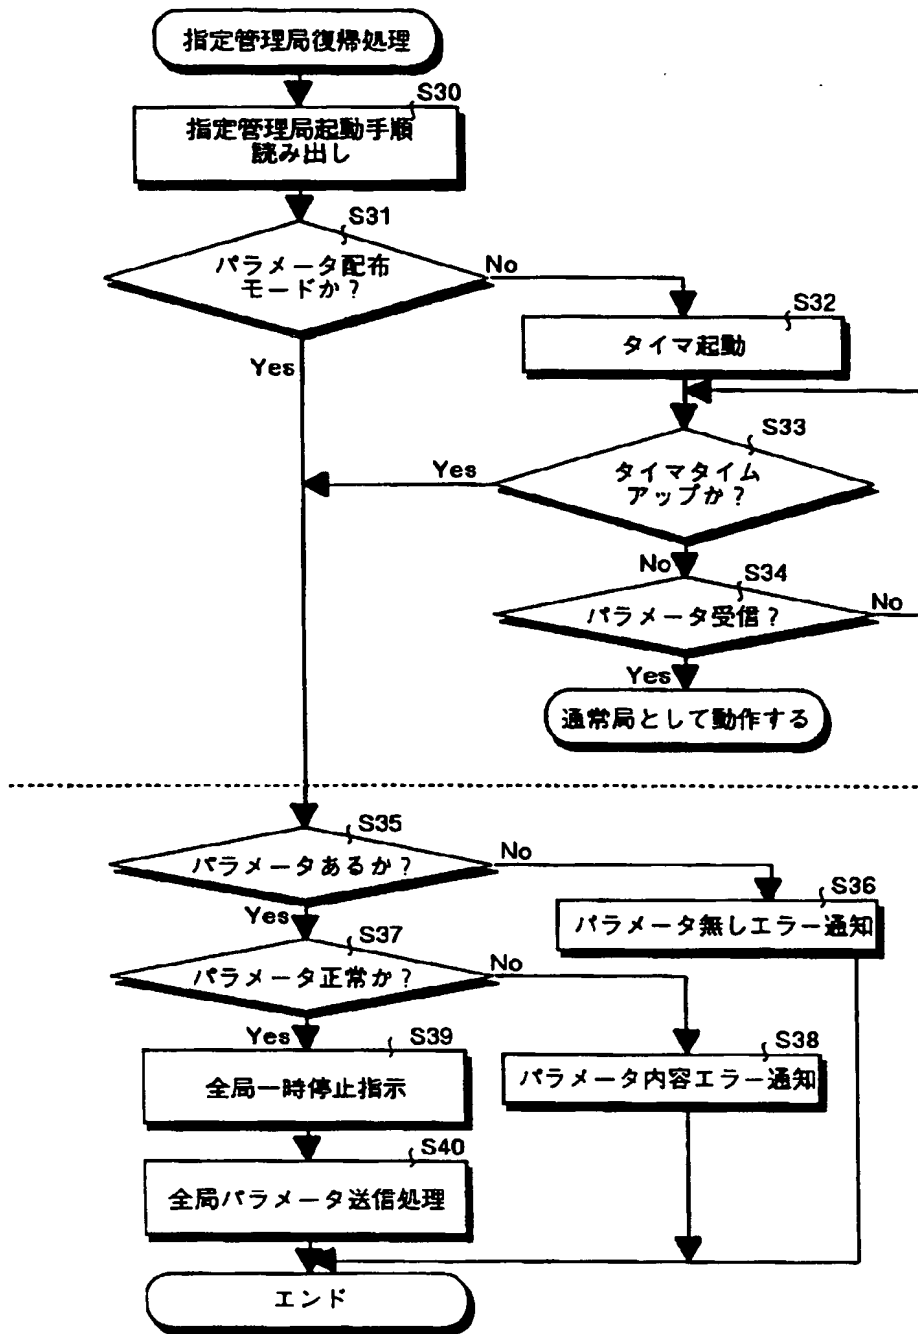 指定管理局復帰処理
S30
指定管理局起動手順
読み出し
S31
パラメータ配布
モードか？
No
S32
タイマ起動
Yes
S33
タイマタイム
アップか？
Yes
No
S34
パラメータ受信？
No
Yes
通常局として動作する
S35
パラメータあるか？
No
S36
パラメータ無しエラー通知
Yes
S37
パラメータ正常か？
No
Yes
S39
全局一時停止指示
S38
パラメータ内容エラー通知
S40
全局パラメータ送信処理
エンド